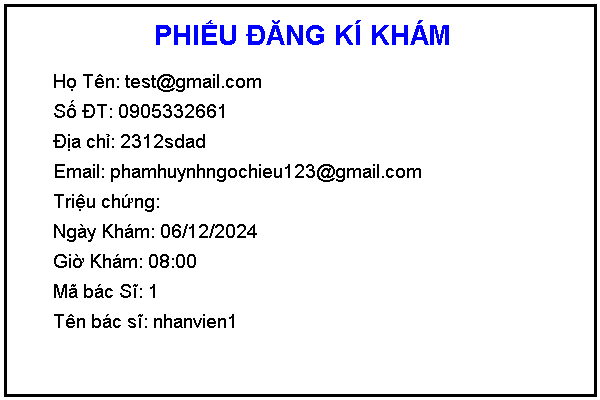 PHIẾU ĐĂNG KÍ KHÁM
Họ Tên: test@gmail.com
Số ĐT: 0905332661
Địa chỉ: 2312sdad
Email: phamhuynhngochieu123@gmail.com
Triệu chứng:
Ngày Khám: 06/12/2024
Giờ Khám: 08:00
Mã bác Sĩ: 1
Tên bác sĩ: nhanvien1